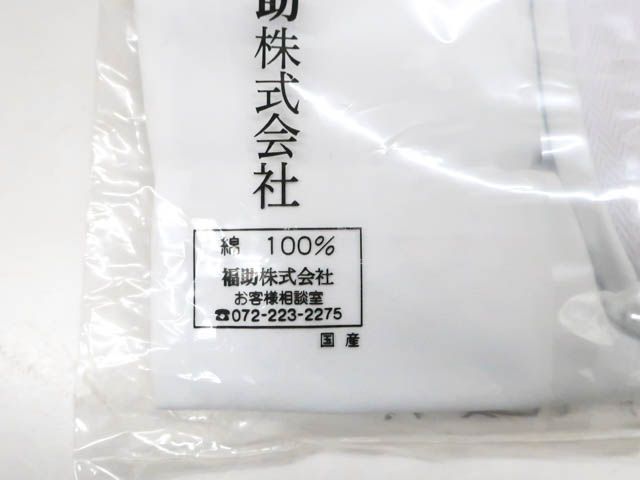 助株式会社
綿 100%
福助株式会社
お客様相談室
☎072-223-2275
国産